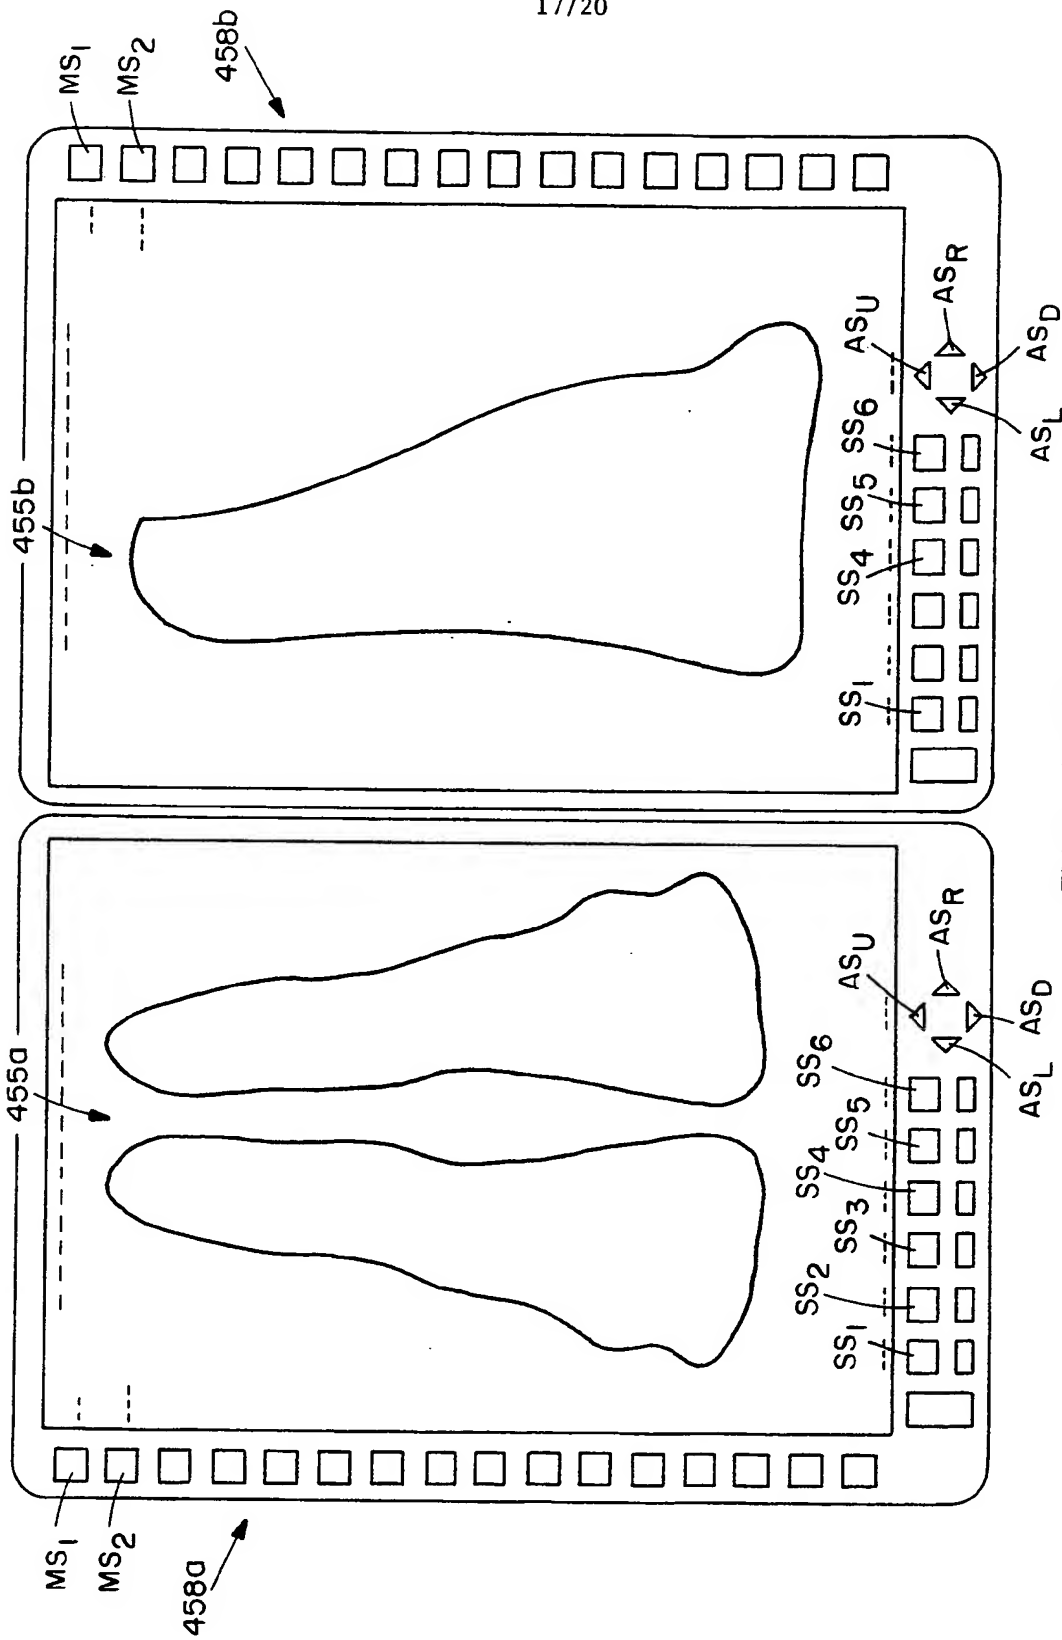 17/20
455a
455b
MS1
MS2
458a
MS1
MS2
458b
SS1
SS2
SS3
SS4
SS5
SS6
ASU
ASR
ASL
ASD
SS1
SS4
SS5
SS6
ASU
ASR
ASL
ASD